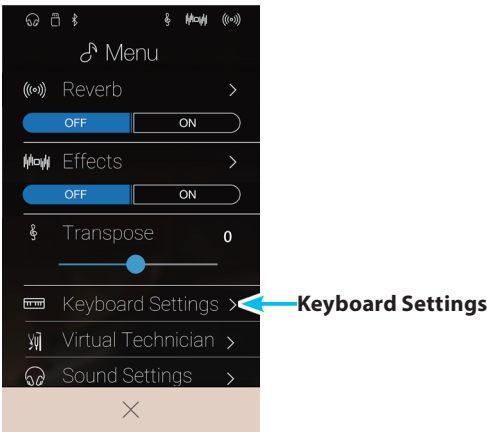 Menu
Reverb
OFF ON
Effects
OFF ON
Transpose 0
Keyboard Settings
Keyboard Settings
Virtual Technician
Sound Settings